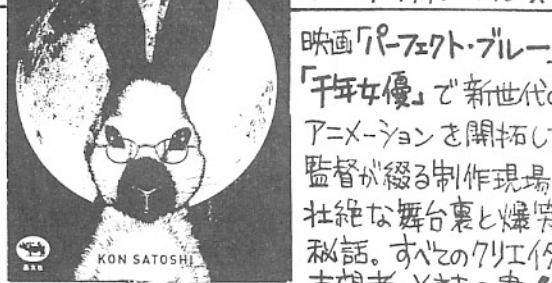 映画「パーフェクト・ブルー」
「千年女優」で新世代の
アニメーションを開拓し
監督が綴る制作現場
壮絶な舞台裏と爆笑
秘話。すべてのクリエイタ
KON SATOSHI
晶文社